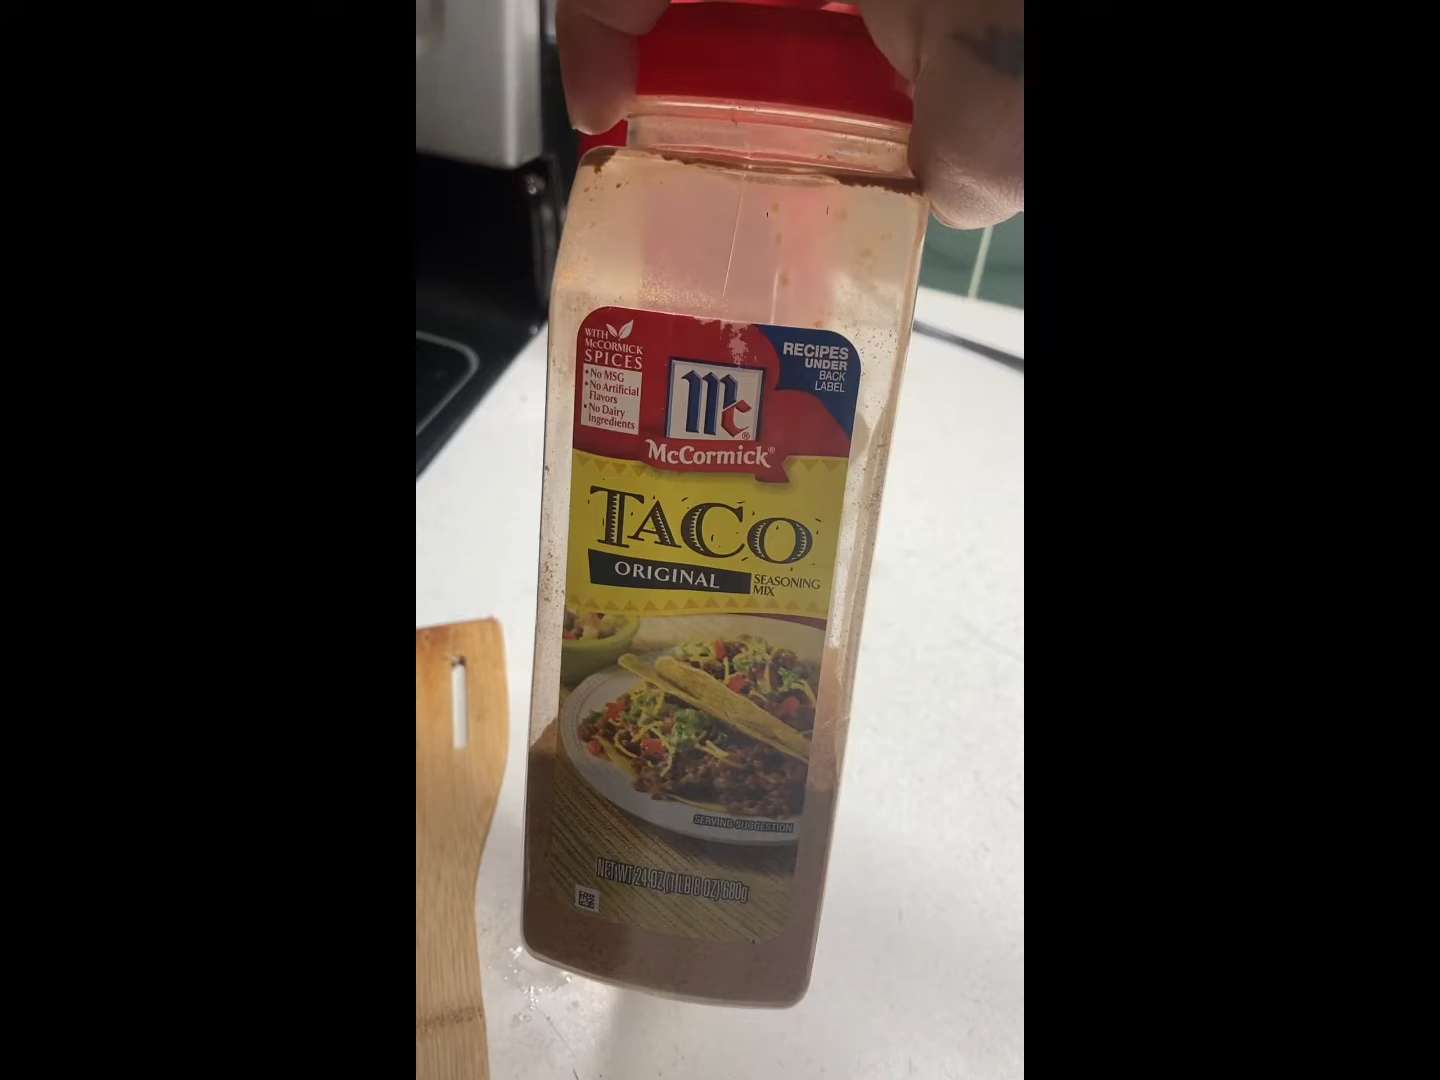 WITH
McCORMICK
SPICES
• No MSG
• No Artificial
Flavors
• No Dairy
Ingredients
RECIPES
UNDER
BACK
LABEL
Mc®
McCormick®
TACO
ORIGINAL
SEASONING
MIX
SERVING SUGGESTION
NET WT 24 OZ (1 LB 8 OZ) 680g